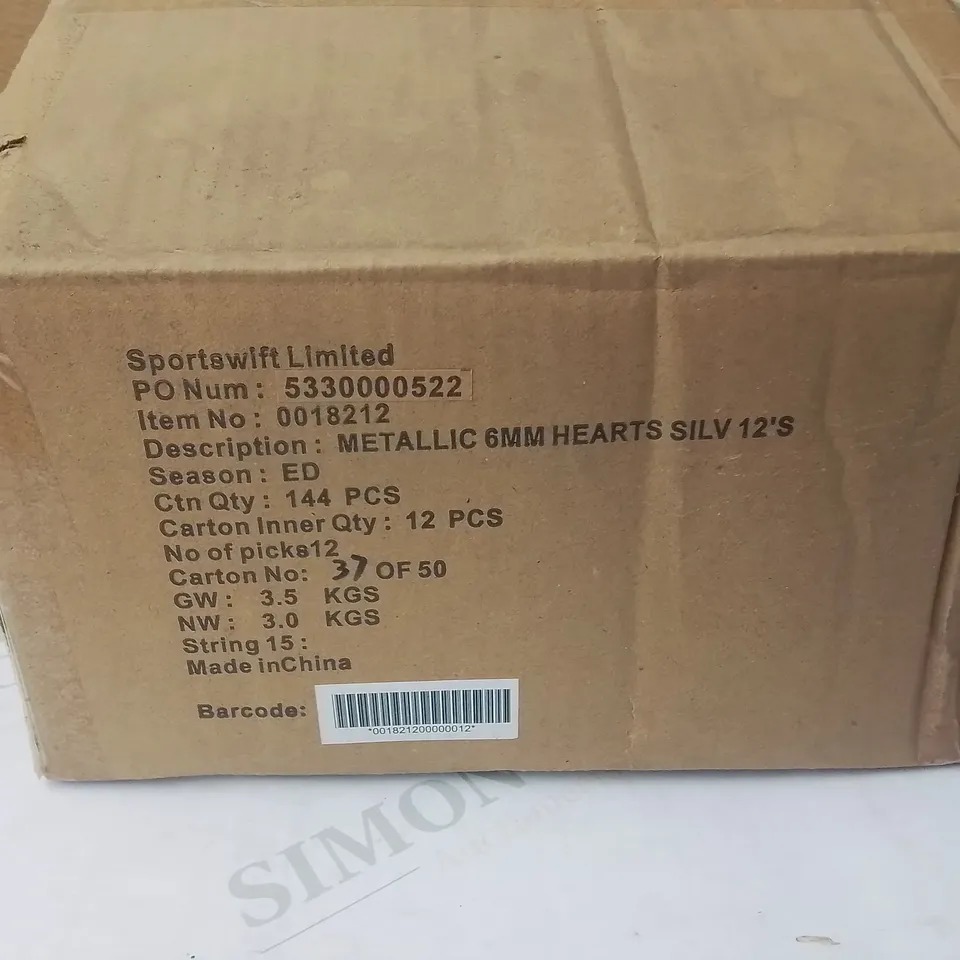 Sportswift Limited
PO Num : 5330000522
Item No : 0018212
Description : METALLIC 6MM HEARTS SILV 12'S
Season : ED
Ctn Qty : 144 PCS
Carton Inner Qty : 12 PCS
No of picks12
Carton No: 37 OF 50
GW : 3.5 KGS
NW : 3.0 KGS
String 15 :
Made inChina
Barcode:
*001821200000012*
SIMON